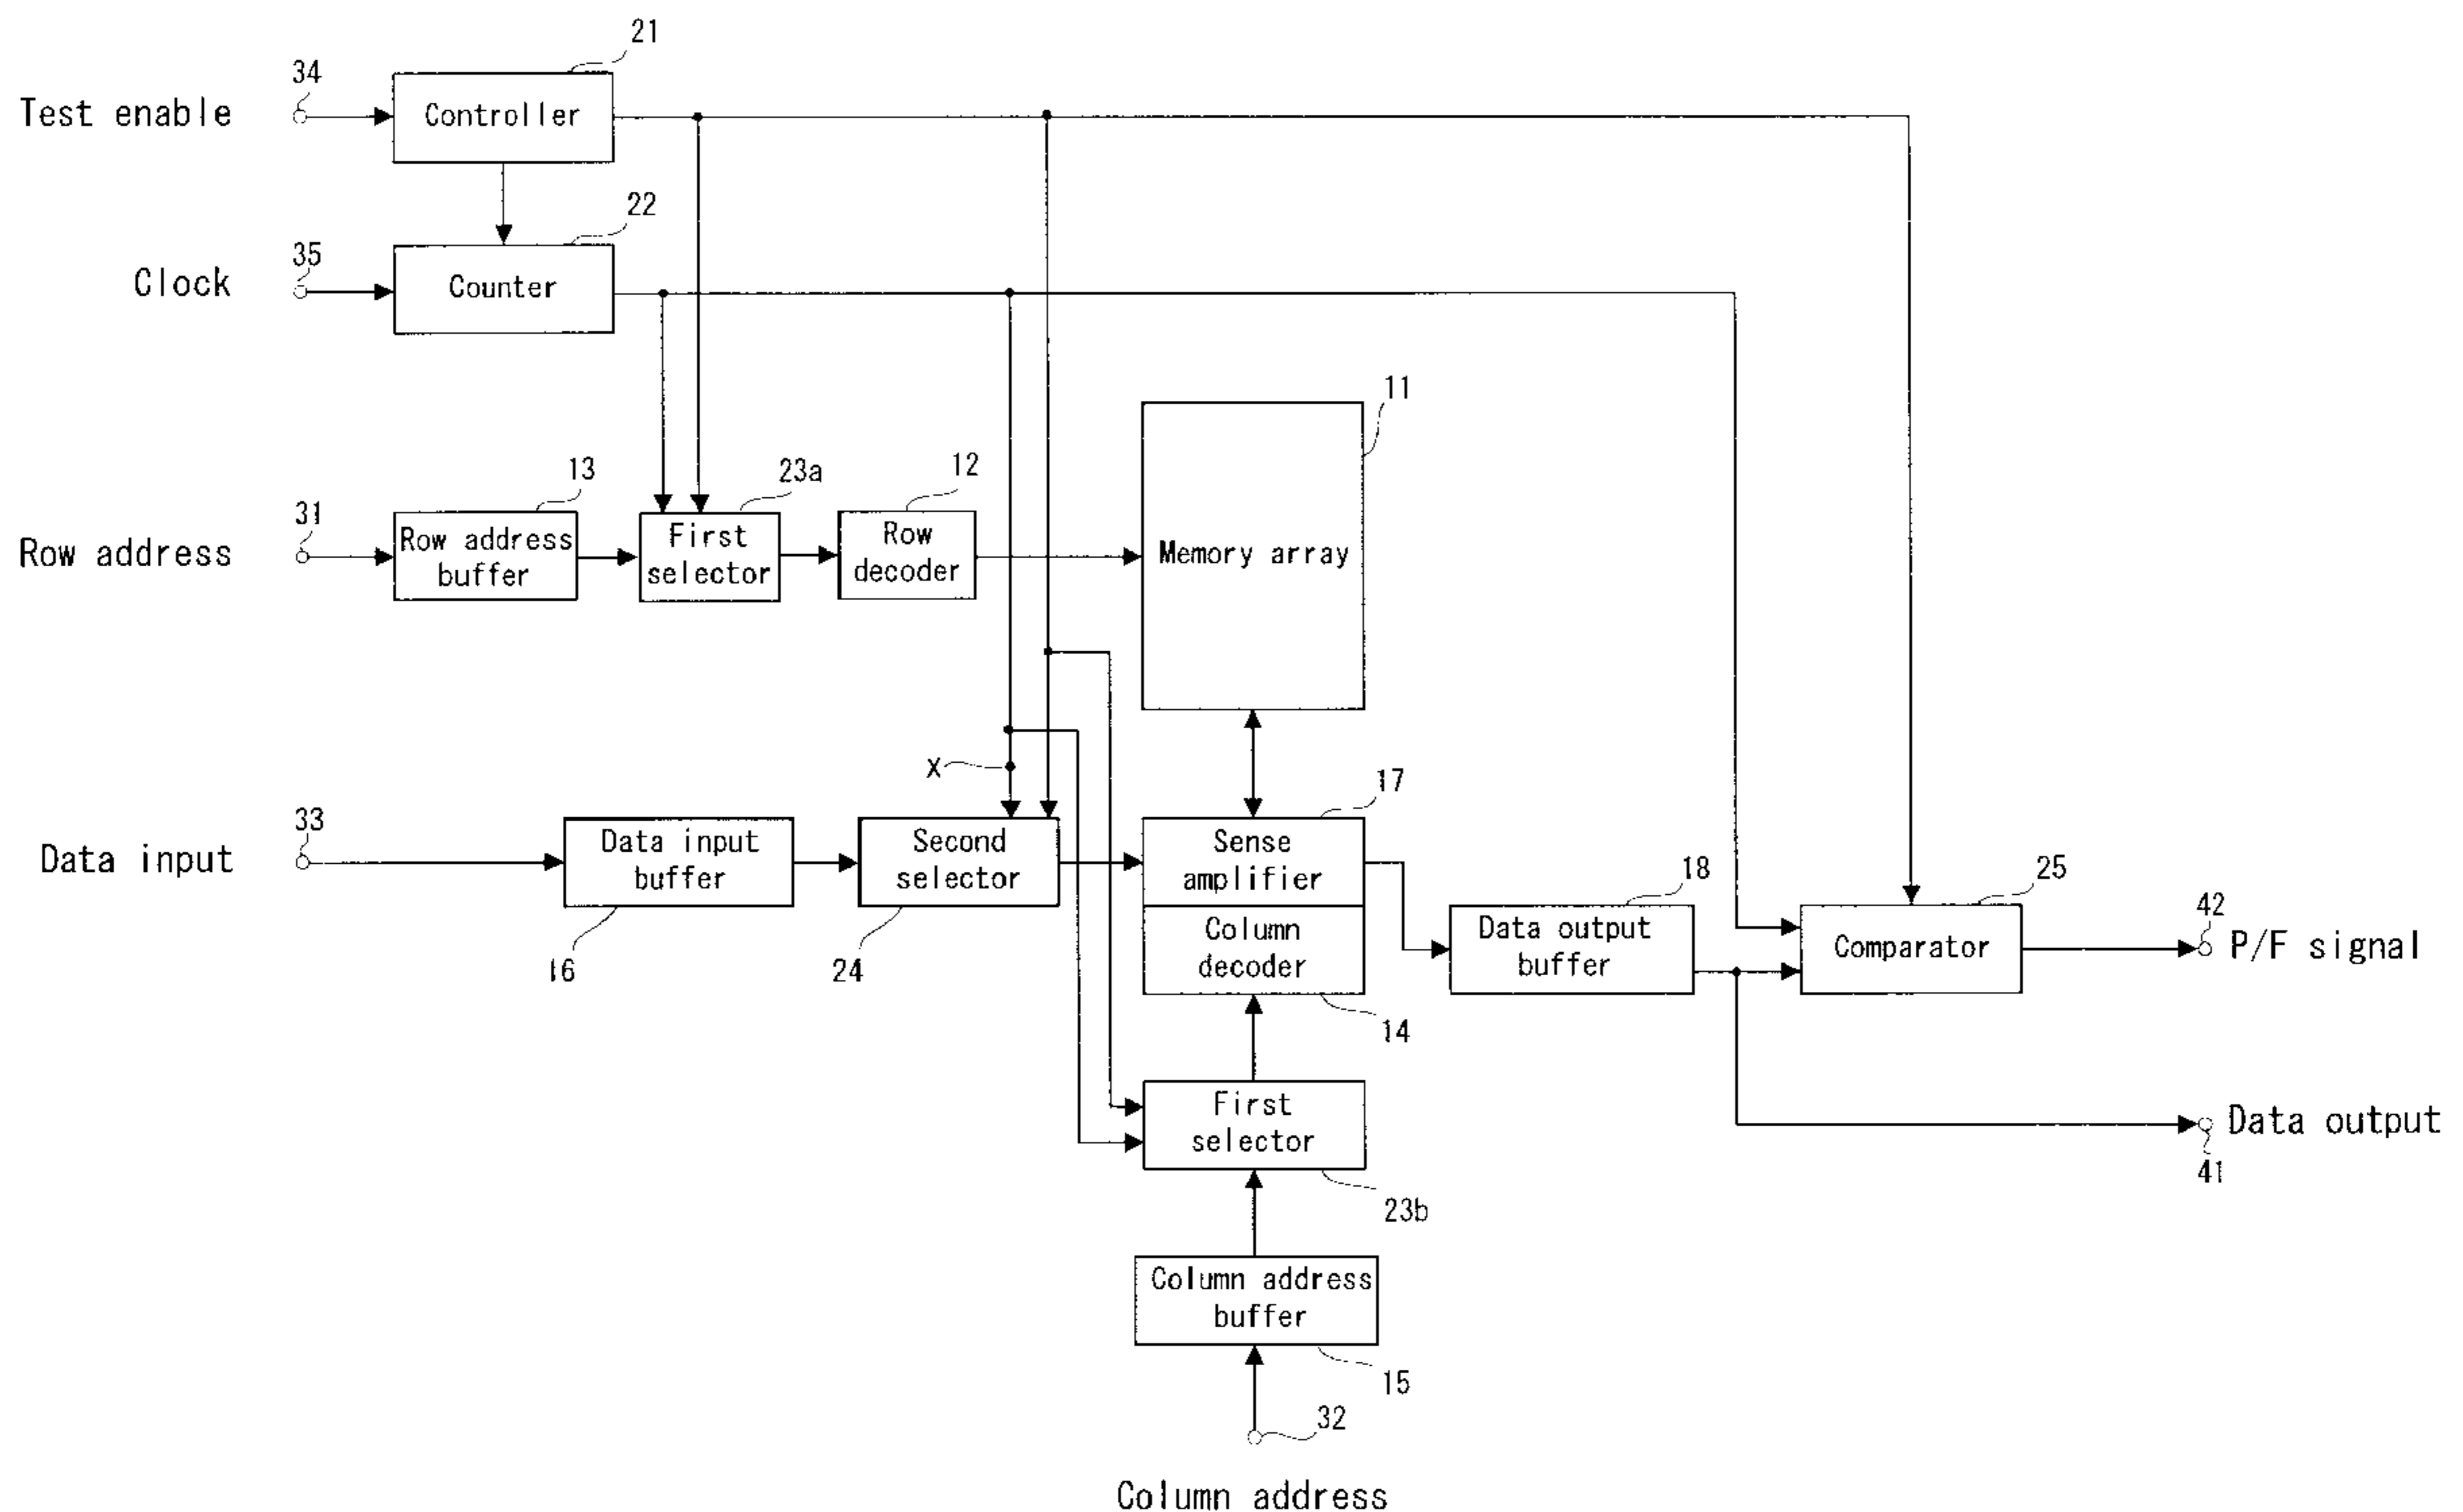 21
34
Test enable
Controller
22
35
Clock
Counter
11
13
23a
12
31
Row address
Row address
buffer
First
selector
Row
decoder
Memory array
X
17
33
Data input
Data input
buffer
Second
selector
Sense
amplifier
18
25
42
16
24
Column
decoder
Data output
buffer
Comparator
P/F signal
14
First
selector
Data output
41
23b
Column address
buffer
15
32
Column address